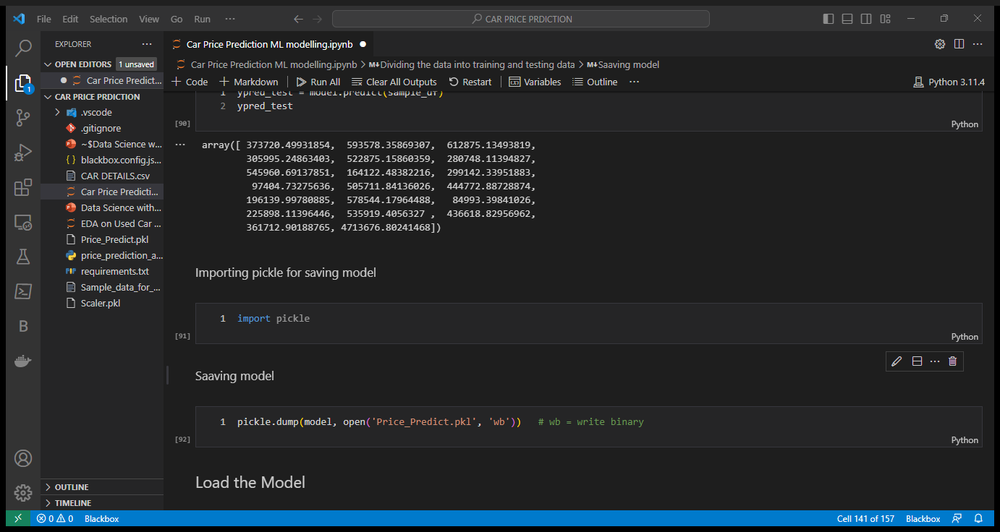 File Edit Selection View Go Run ··· CAR PRICE PRDICTION
EXPLORER ···
OPEN EDITORS 1 unsaved
Car Price Predict...
CAR PRICE PRDICTION
.vscode
.gitignore
~$Data Science w...
blackbox.config.js...
CAR DETAILS.csv
Car Price Predicti...
Data Science with...
EDA on Used Car ...
Price_Predict.pkl
price_prediction_a...
requirements.txt
Sample_data_for_...
Scaler.pkl
OUTLINE
TIMELINE
Car Price Prediction ML modelling.ipynb
Car Price Prediction ML modelling.ipynb > M↓Dividing the data into training and testing data > M↓Saaving model
+ Code + Markdown Run All Clear All Outputs Restart Variables Outline ··· Python 3.11.4
1 ypred_test = model.predict(sample_df)
2 ypred_test
[90] Python
··· array([ 373720.49931854, 593578.35869307, 612875.13493819,
305995.24863403, 522875.15860359, 280748.11394827,
545960.69137851, 164122.48382216, 299142.33951883,
97404.73275636, 505711.84136026, 444772.88728874,
196139.99780885, 578544.17964488, 84993.39841026,
225898.11396446, 535919.4056327 , 436618.82956962,
361712.90188765, 4713676.80241468])
Importing pickle for saving model
1 import pickle
[91] Python
Saaving model
1 pickle.dump(model, open('Price_Predict.pkl', 'wb')) # wb = write binary
[92] Python
Load the Model
0 0 Blackbox Cell 141 of 157 Blackbox